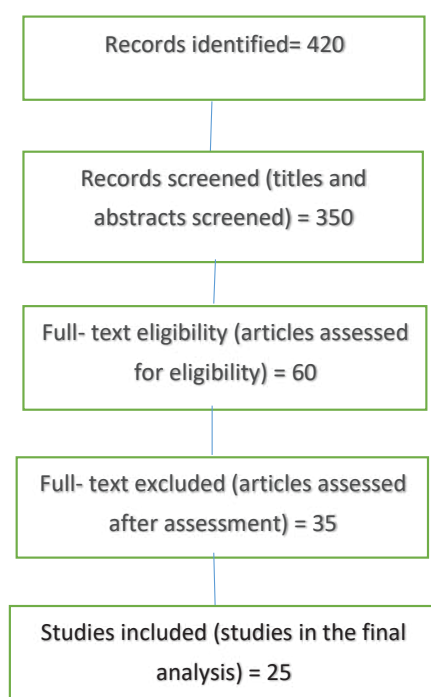 Records identified= 420
Records screened (titles and
abstracts screened) = 350
Full- text eligibility (articles assessed
for eligibility) = 60
Full- text excluded (articles assessed
after assessment) = 35
Studies included (studies in the final
analysis) = 25